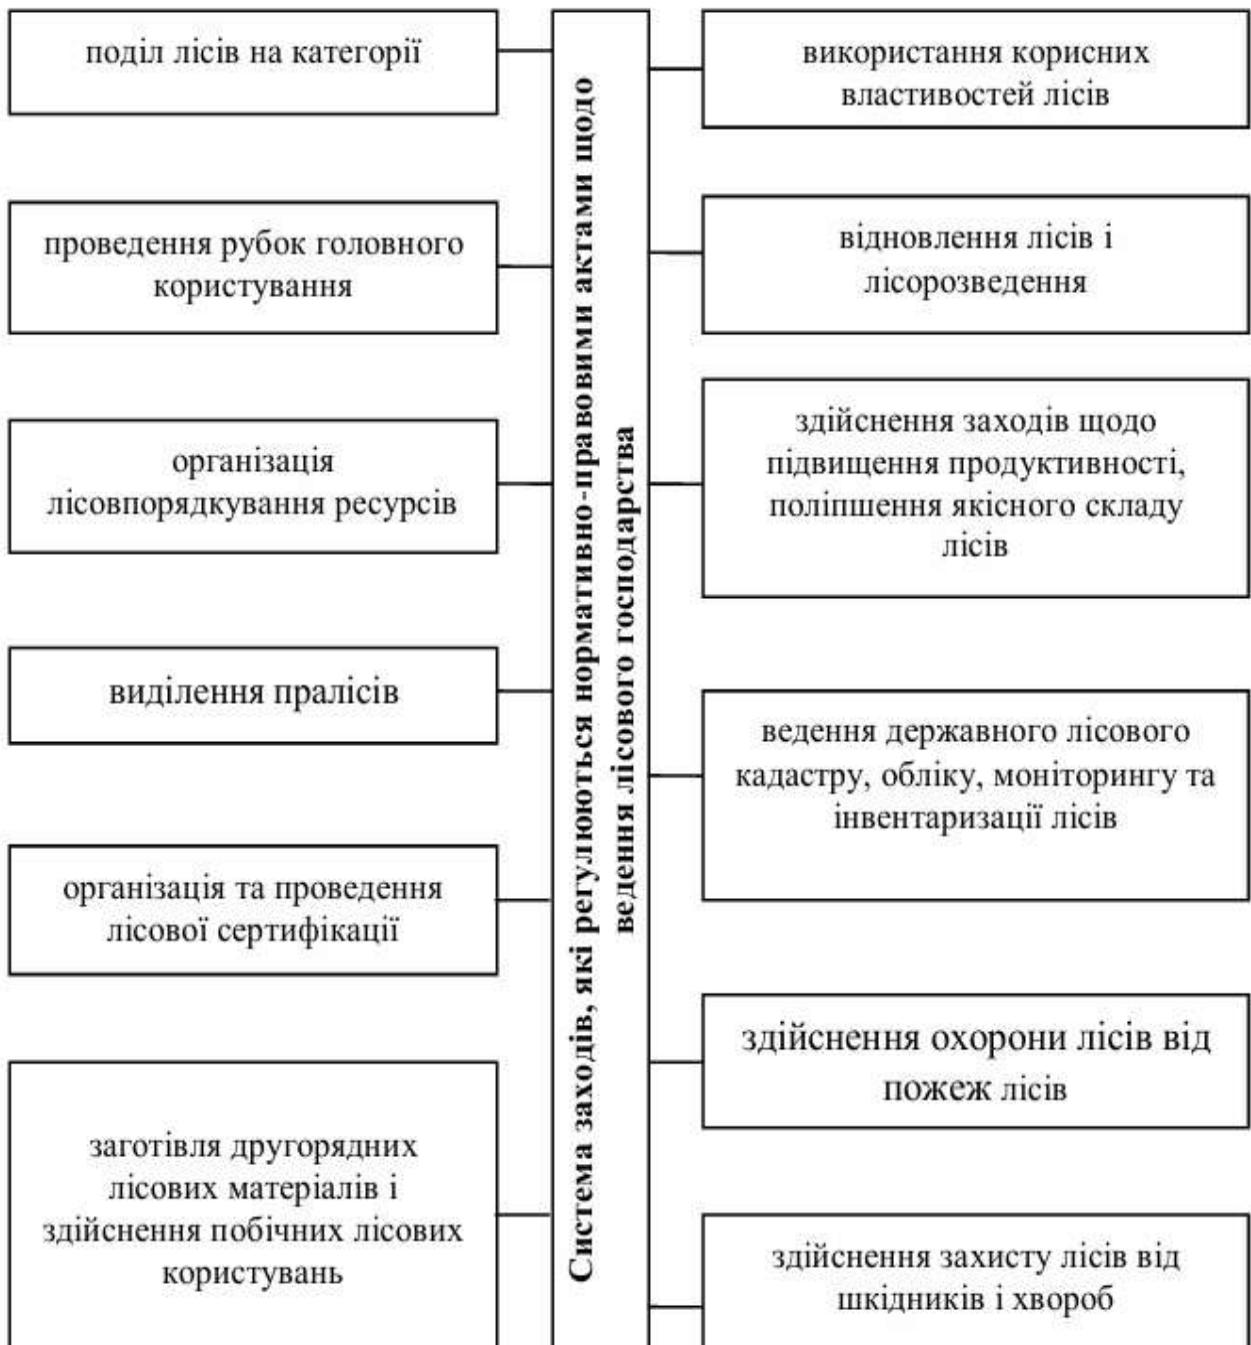 поділ лісів на категорії
проведення рубок головного
користування
організація
лісовпорядкування ресурсів
виділення пралісів
організація та проведення
лісової сертифікації
заготівля другорядних
лісових матеріалів і
здійснення побічних лісових
користувань
Система заходів, які регулюються нормативно-правовими актами щодо
ведення лісового господарства
використання корисних
властивостей лісів
відновлення лісів і
лісорозведення
здійснення заходів щодо
підвищення продуктивності,
поліпшення якісного складу
лісів
ведення державного лісового
кадастру, обліку, моніторингу та
інвентаризації лісів
здійснення охорони лісів від
пожеж лісів
здійснення захисту лісів від
шкідників і хвороб